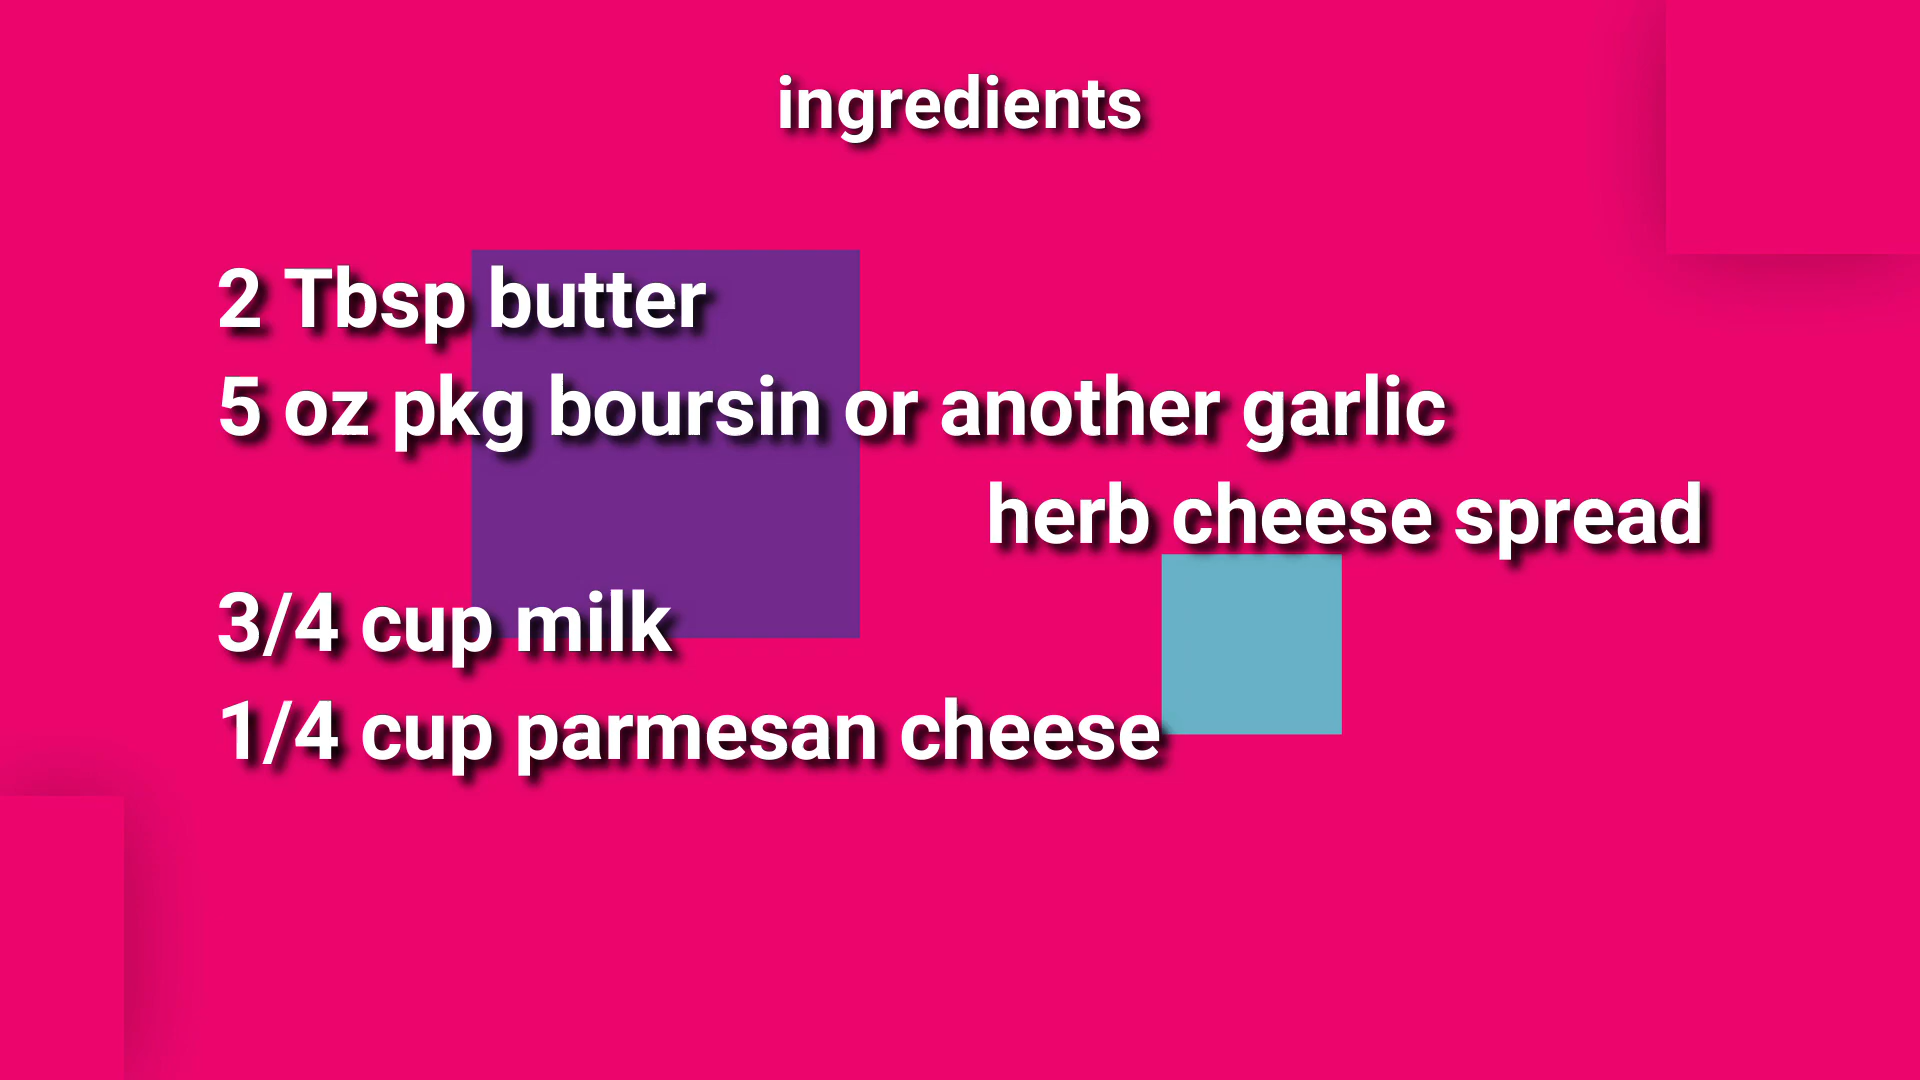 ingredients
2 Tbsp butter
5 oz pkg boursin or another garlic
herb cheese spread
3/4 cup milk
1/4 cup parmesan cheese